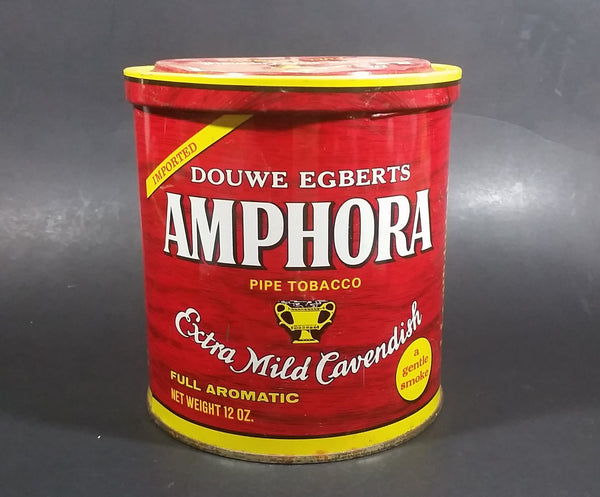 IMPORTED
DOUWE EGBERTS
AMPHORA
PIPE TOBACCO
Extra Mild Cavendish
a
gentle
smoke
FULL AROMATIC
NET WEIGHT 12 OZ.